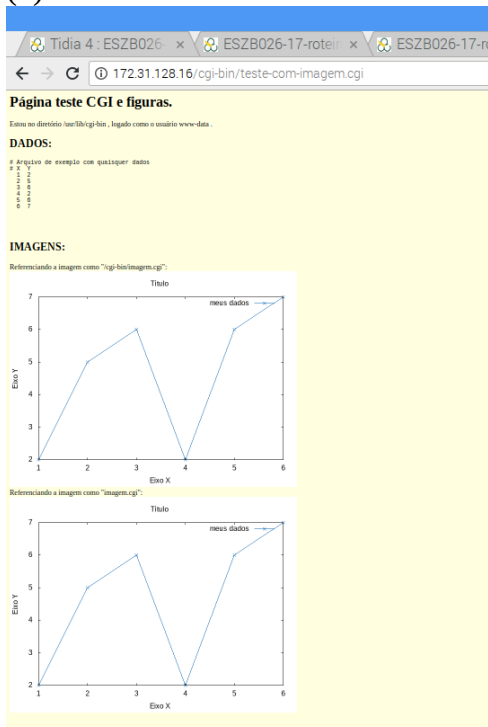 Tidia 4 : ESZB026- × ESZB026-17-roteir × ESZB026-17-r
172.31.128.16/cgi-bin/teste-com-imagem.cgi
Página teste CGI e figuras.
Estou no diretório /usr/lib/cgi-bin , logado como o usuário www-data .
DADOS:
# Arquivo de exemplo com quaisquer dados
# X Y
1 2
2 5
3 6
4 2
5 6
6 7
IMAGENS:
Referenciando a imagem como "/cgi-bin/imagem.cgi":
Titulo
meus dados
7
6
5
4
3
2
Eixo Y
1 2 3 4 5 6
Eixo X
Referenciando a imagem como "imagem.cgi":
Titulo
meus dados
7
6
5
4
3
2
Eixo Y
1 2 3 4 5 6
Eixo X